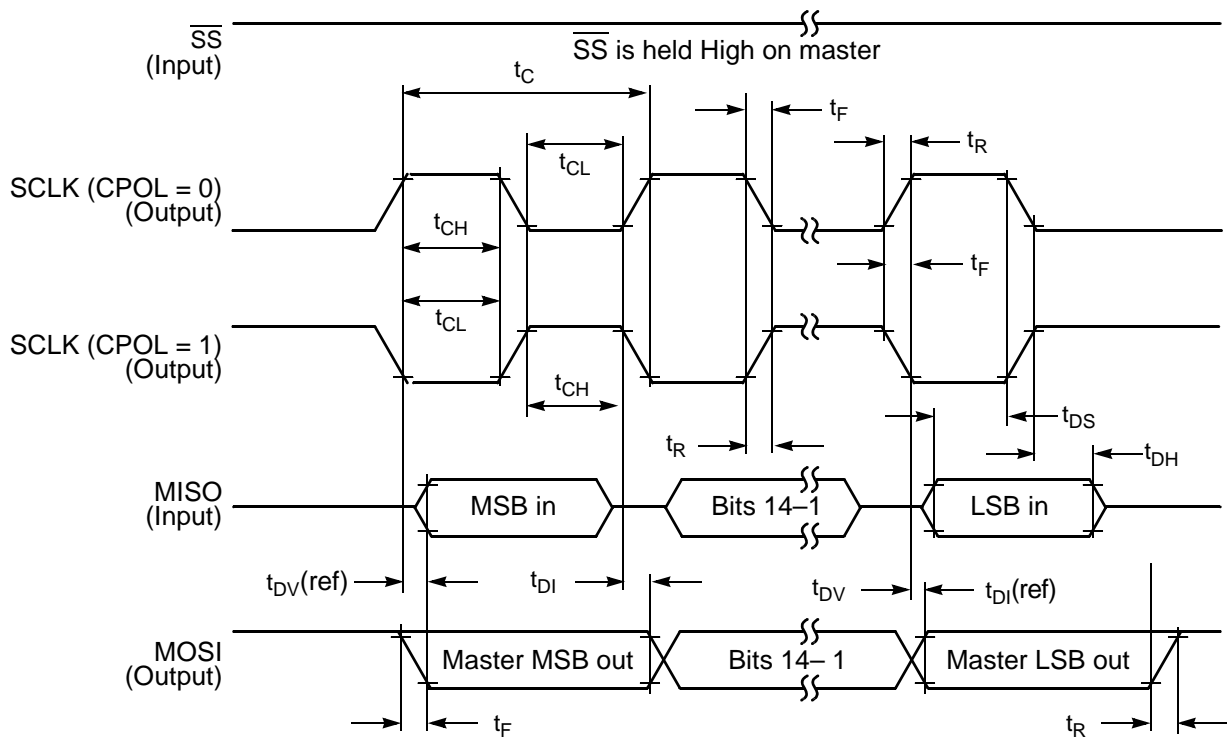 SS
(Input)
SS is held High on master
tC
tF
tR
tCL
SCLK (CPOL = 0)
(Output)
tCH
tF
tCL
SCLK (CPOL = 1)
(Output)
tCH
tDS
tR
tDH
MISO
(Input)
MSB in
Bits 14–1
LSB in
tDV(ref)
tDI
tDV
tDI(ref)
MOSI
(Output)
Master MSB out
Bits 14– 1
Master LSB out
tF
tR